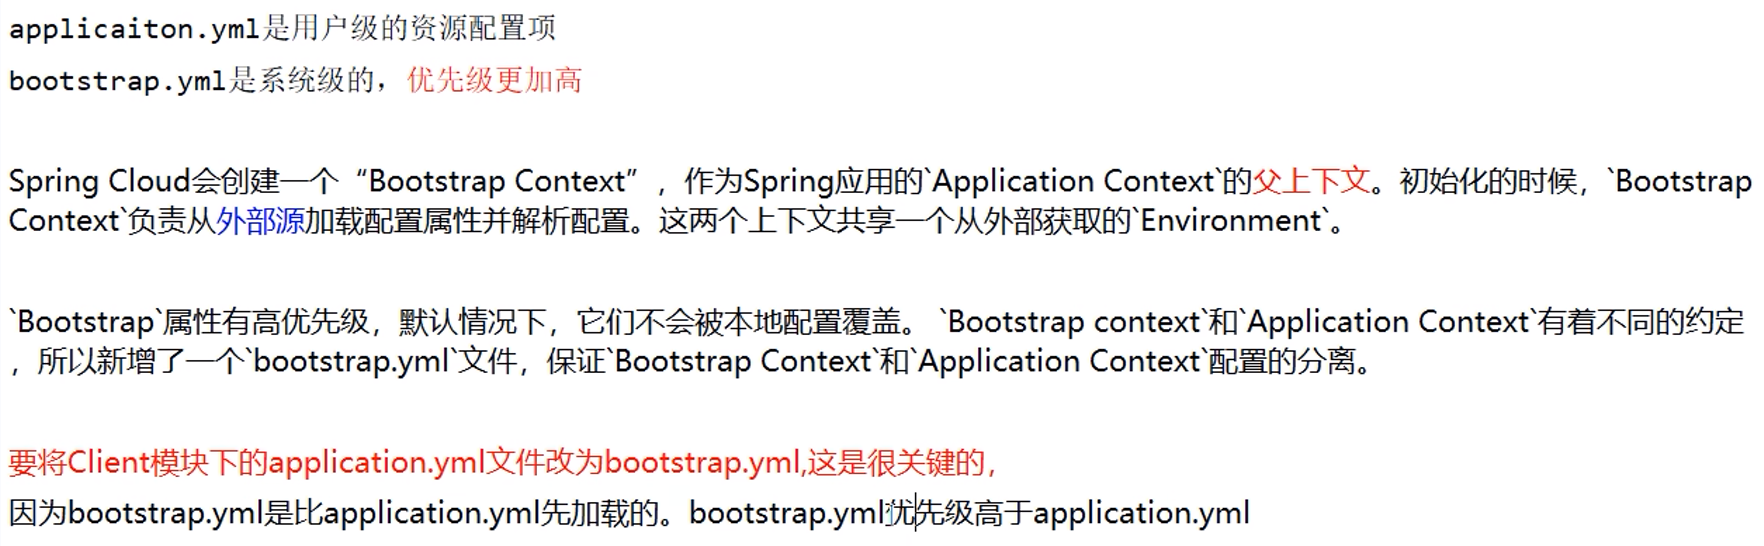 applicaiton.yml是用户级的资源配置项
bootstrap.yml是系统级的，优先级更加高
Spring Cloud会创建一个“Bootstrap Context”，作为Spring应用的`Application Context`的父上下文。初始化的时候，`Bootstrap
Context`负责从外部源加载配置属性并解析配置。这两个上下文共享一个从外部获取的`Environment`。
`Bootstrap`属性有高优先级，默认情况下，它们不会被本地配置覆盖。 `Bootstrap context`和`Application Context`有着不同的约定
，所以新增了一个`bootstrap.yml`文件，保证`Bootstrap Context`和`Application Context`配置的分离。
要将Client模块下的application.yml文件改为bootstrap.yml,这是很关键的，
因为bootstrap.yml是比application.yml先加载的。bootstrap.yml优先级高于application.yml